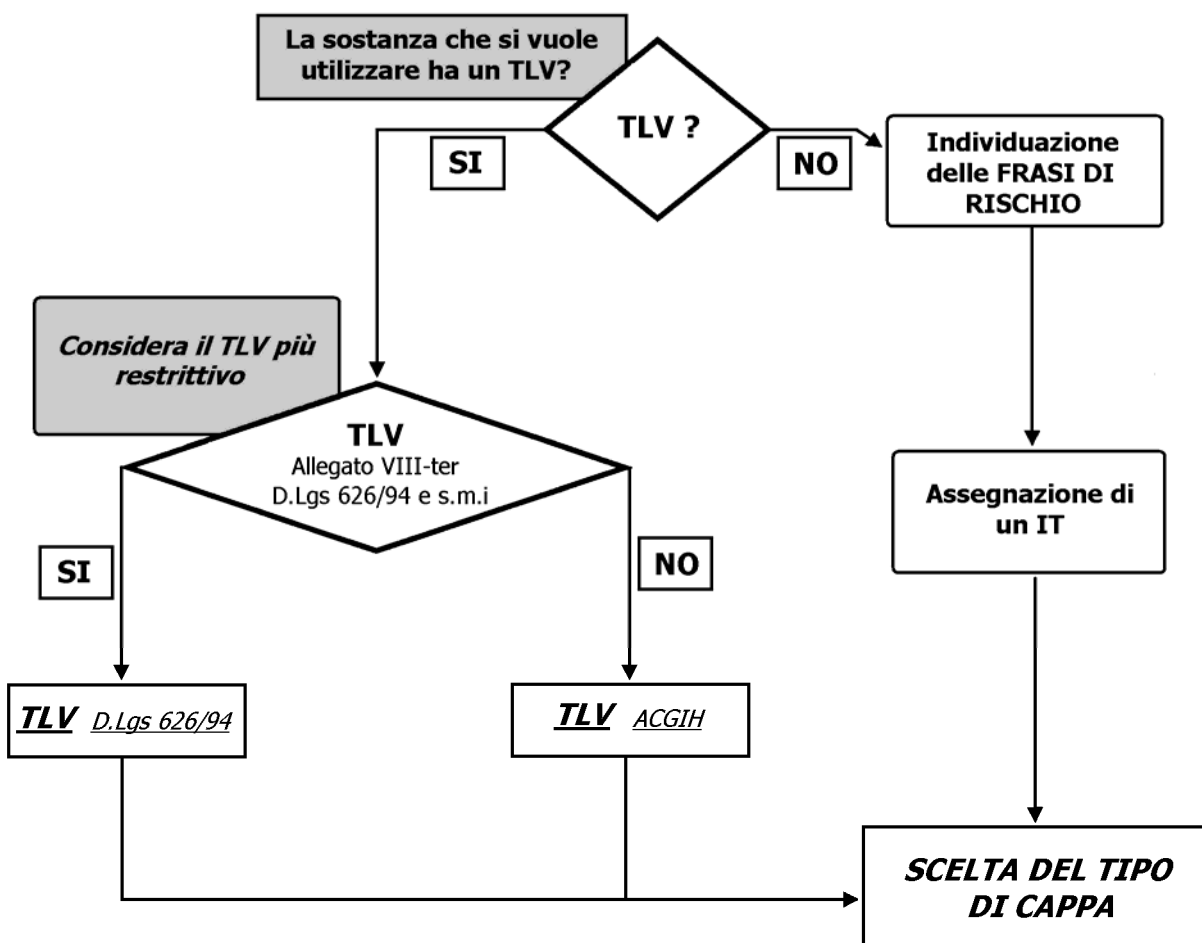 La sostanza che si vuole
utilizzare ha un TLV?
TLV ?
SI
NO
Individuazione
delle FRASI DI
RISCHIO
Considera il TLV più
restrittivo
TLV
Allegato VIII-ter
D.Lgs 626/94 e s.m.i
Assegnazione di
un IT
SI
NO
TLV D.Lgs 626/94
TLV ACGIH
SCELTA DEL TIPO
DI CAPPA